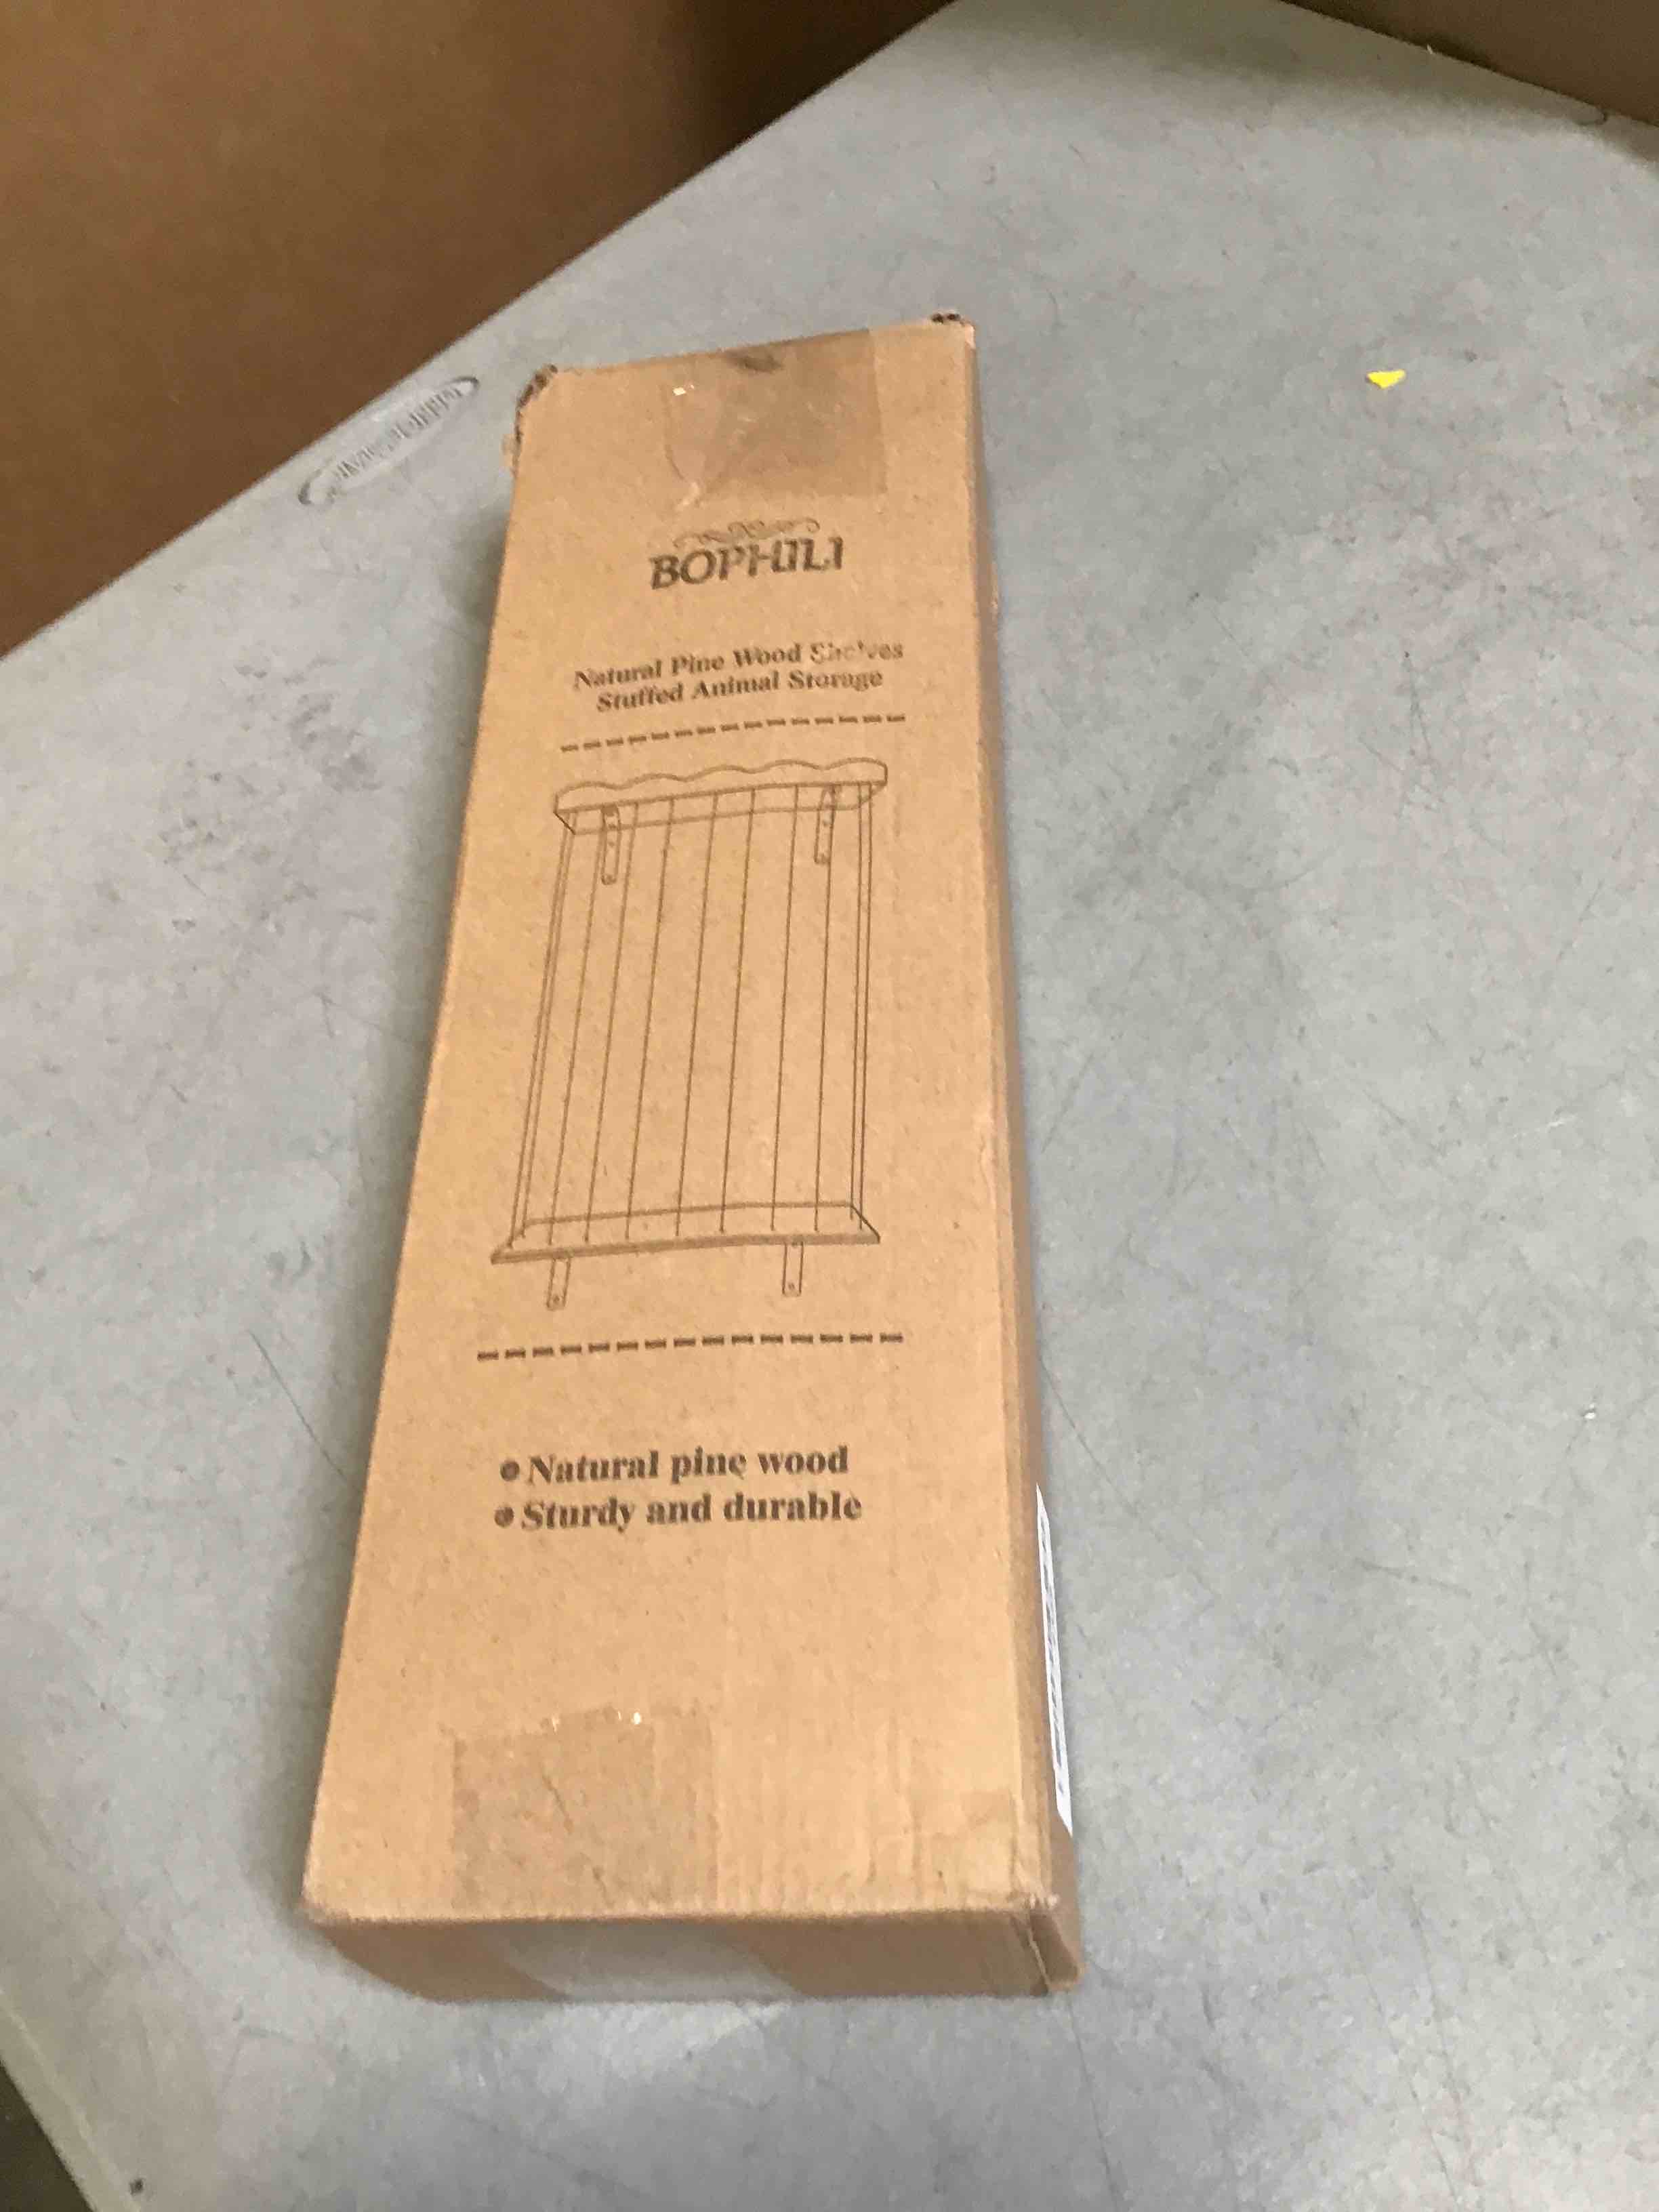 BOPHILI
Natural Pine Wood Shelves
Stuffed Animal Storage
Natural pine wood
Sturdy and durable